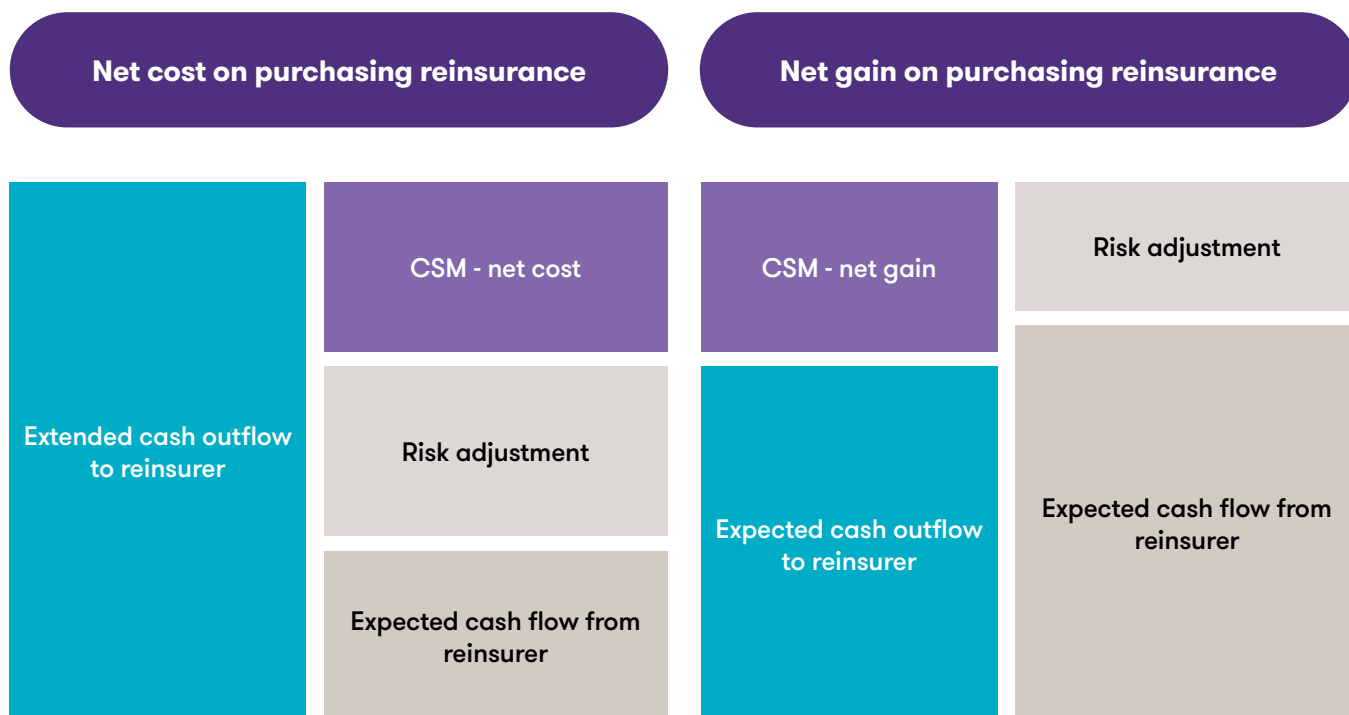 Net cost on purchasing reinsurance
Net gain on purchasing reinsurance
Extended cash outflow
to reinsurer
CSM - net cost
Risk adjustment
Expected cash flow from
reinsurer
CSM - net gain
Expected cash outflow
to reinsurer
Risk adjustment
Expected cash flow from
reinsurer